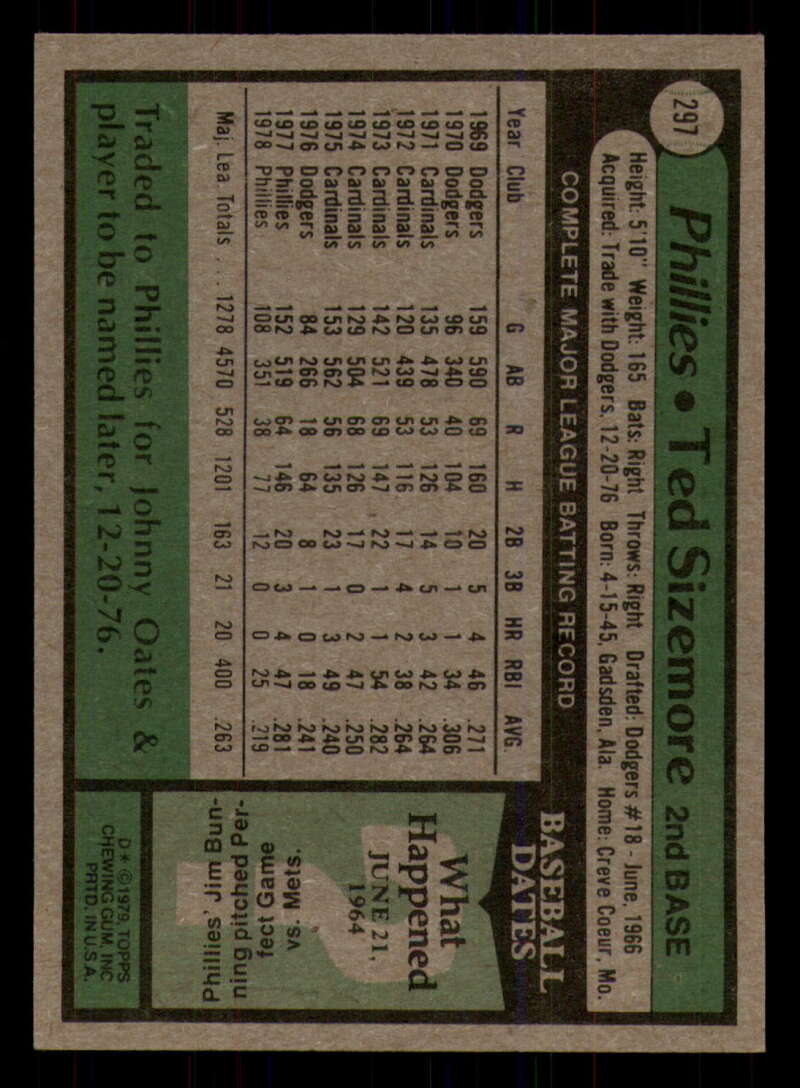 297
Phillies • Ted Sizemore 2nd BASE
Height: 5'10" Weight: 165 Bats: Right Throws: Right Drafted: Dodgers #18 - June, 1966
Acquired: Trade with Dodgers, 12-20-76 Born: 4-15-45, Gadsden, Ala. Home: Creve Coeur, Mo.
COMPLETE MAJOR LEAGUE BATTING RECORD
Year Club G AB R H 2B 3B HR RBI AVG.
1969 Dodgers 159 590 69 160 20 5 4 46 .271
1970 Dodgers 96 340 40 104 10 1 1 34 .306
1971 Cardinals 135 478 53 126 14 5 3 42 .264
1972 Cardinals 120 439 53 116 17 4 2 38 .264
1973 Cardinals 142 521 69 147 22 1 1 54 .282
1974 Cardinals 129 504 68 126 17 0 2 47 .250
1975 Cardinals 153 562 56 135 23 1 3 49 .240
1976 Dodgers 84 266 18 64 8 1 0 18 .241
1977 Phillies 152 519 64 146 20 3 4 47 .281
1978 Phillies 108 351 38 77 12 0 0 25 .219
Maj. Lea Totals . . . 1278 4570 528 1201 163 21 20 400 .263
Traded to Phillies for Johnny Oates &
player to be named later, 12-20-76.
BASEBALL
DATES
What
Happened
JUNE 21,
1964
Phillies' Jim Bun-
ning pitched Per-
fect Game
vs. Mets.
D * © 1979, TOPPS
CHEWING GUM, INC
PRTD. IN U.S.A.